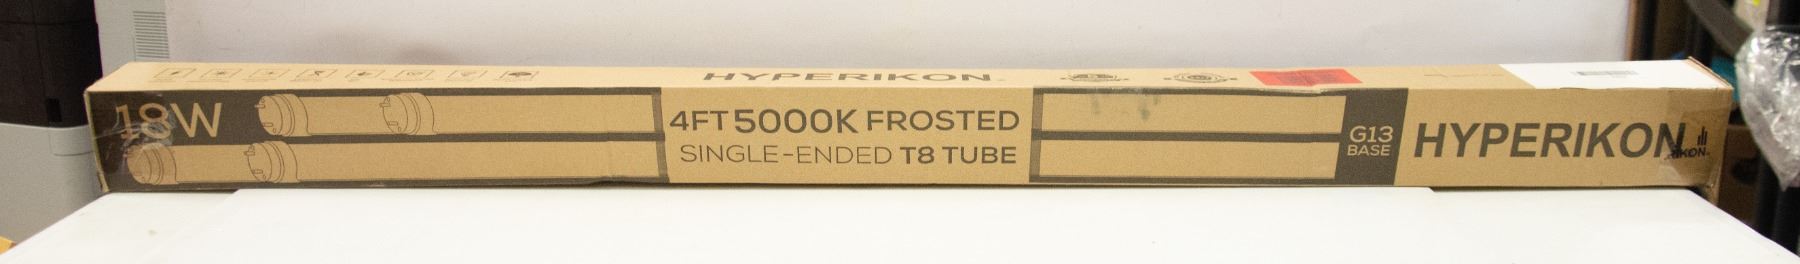 HYPERIKON
18W
4FT 5000K FROSTED
SINGLE-ENDED T8 TUBE
G13
BASE
HYPERIKON